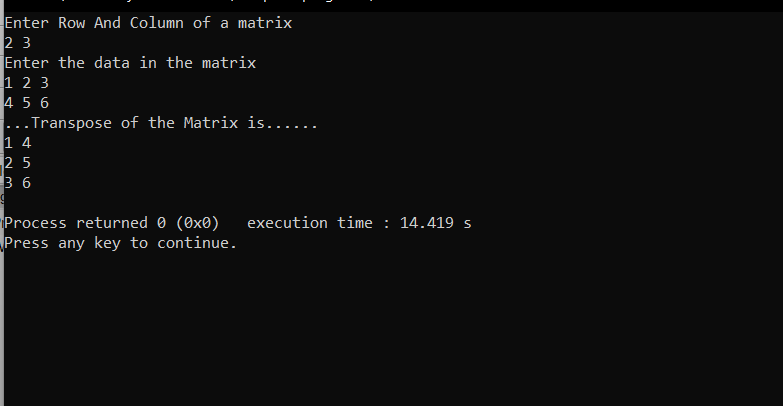 Enter Row And Column of a matrix
2 3
Enter the data in the matrix
1 2 3
4 5 6
...Transpose of the Matrix is......
1 4
2 5
3 6
Process returned 0 (0x0)   execution time : 14.419 s
Press any key to continue.